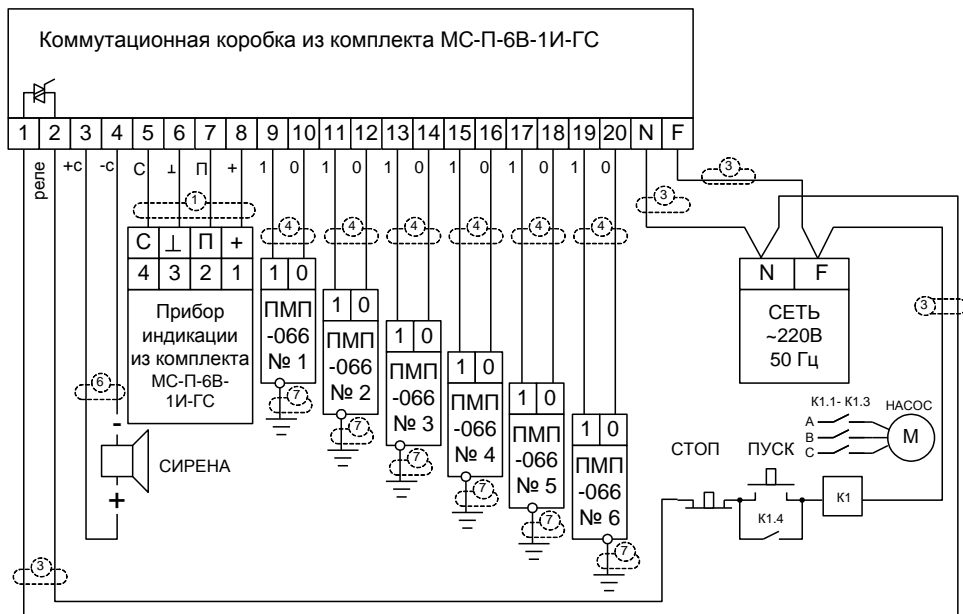 Коммутационная коробка из комплекта МС-П-6В-1И-ГС
1 2 3 4 5 6 7 8 9 10 11 12 13 14 15 16 17 18 19 20 N F
реле +с -с С ⊥ П + 1 0 1 0 1 0 1 0 1 0 1 0
3
3
1
4 4 4 4 4 4
С ⊥ П +
4 3 2 1
Прибор
индикации
из комплекта
МС-П-6В-
1И-ГС
1 0
ПМП
-066
№ 1
7
1 0
ПМП
-066
№ 2
7
1 0
ПМП
-066
№ 3
7
1 0
ПМП
-066
№ 4
7
1 0
ПМП
-066
№ 5
7
1 0
ПМП
-066
№ 6
7
N F
СЕТЬ
~220В
50 Гц
3
6
-
СИРЕНА
+
К1.1- К1.3
НАСОС
А
В
С
М
СТОП ПУСК
К1
К1.4
3